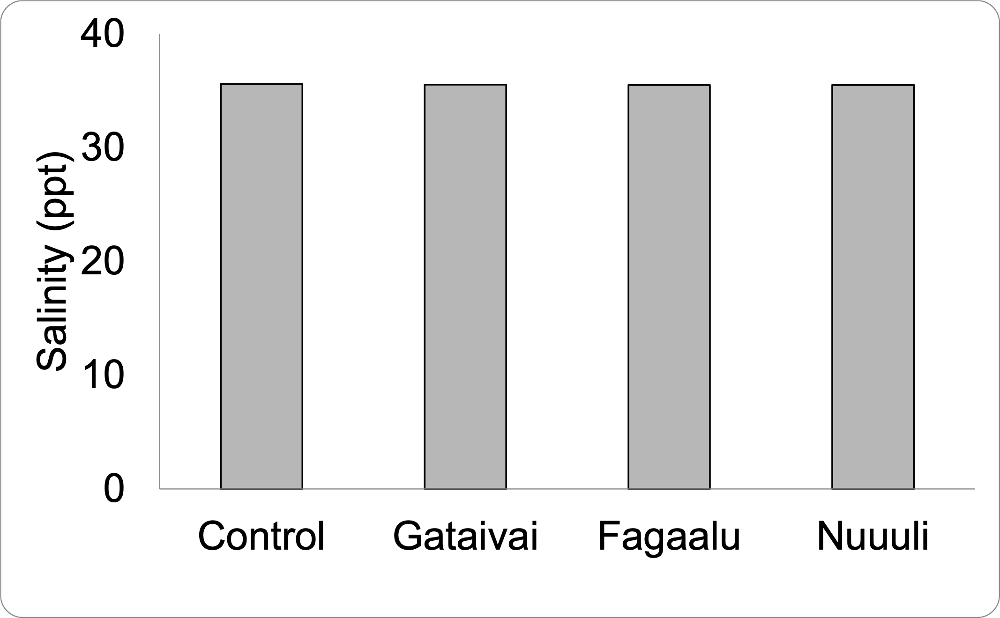 40
30
20
10
0
Salinity (ppt)
Control
Gataivai
Fagaalu
Nuuuli